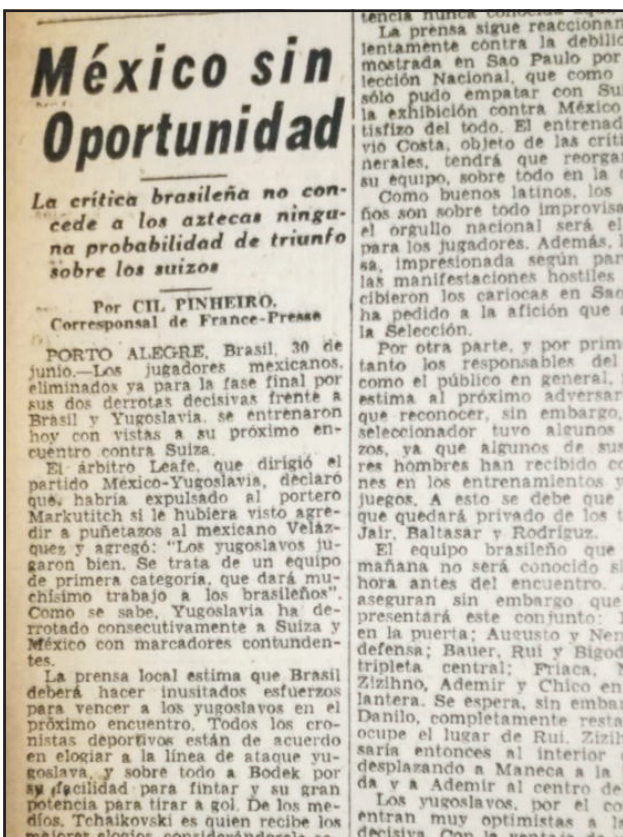 México sin
Oportunidad
La crítica brasileña no con-
cede a los aztecas ningu-
na probabilidad de triunfo
sobre los suizos
Por CIL PINHEIRO.
Corresponsal de France-Presse
PORTO ALEGRE, Brasil, 30 de
junio.—Los jugadores mexicanos,
eliminados ya para la fase final por
sus dos derrotas decisivas frente a
Brasil y Yugoslavia, se entrenaron
hoy con vistas a su próximo en-
cuentro contra Suiza.
El árbitro Leafe, que dirigió el
partido México-Yugoslavia, declaró
que, habría expulsado al portero
Markutitch si le hubiera visto agre-
dir a puñetazos al mexicano Veláz-
quez y agregó: "Los yugoslavos ju-
garon bien. Se trata de un equipo
de primera categoría, que dará mu-
chísimo trabajo a los brasileños".
Como se sabe, Yugoslavia ha de-
rrotado consecutivamente a Suiza y
México con marcadores contunden-
tes.
La prensa local estima que Brasil
deberá hacer inusitados esfuerzos
para vencer a los yugoslavos en el
próximo encuentro. Todos los cro-
nistas deportivos están de acuerdo
en elogiar a la línea de ataque yu-
goslava, y sobre todo a Bodek por
su facilidad para fintar y su gran
potencia para tirar a gol. De los me-
dios, Tchaikovski es quien recibe los
mejores elogios considerándosele
tencia nunca conocida
La prensa sigue reaccionan
lentamente contra la debilid
mostrada en Sao Paulo por
lección Nacional, que como
sólo pudo empatar con Sui
la exhibición contra México
tisfizo del todo. El entrenad
vio Costa, objeto de las críti
nerales, tendrá que reorgan
su equipo, sobre todo en la
Como buenos latinos, los
ños son sobre todo improvisa
el orgullo nacional será el
para los jugadores. Además, l
sa, impresionada según par
las manifestaciones hostiles
cibieron los cariocas en Sao
ha pedido a la afición que
la Selección.
Por otra parte, y por prim
tanto los responsables del
como el público en general,
estima al próximo adversar
que reconocer, sin embargo,
seleccionador tuvo algunos
zos, ya que algunos de sus
res hombres han recibido co
nes en los entrenamientos y
juegos. A esto se debe que
que quedará privado de los t
Jair, Baltasar y Rodríguz.
El equipo brasileño que
mañana no será conocido si
hora antes del encuentro.
aseguran sin embargo que
presentará este conjunto:
en la puerta; Augusto y Nen
defensa; Bauer, Rui y Bigod
tripleta central; Friaca, M
Zizihno, Ademir y Chico en
lantera. Se espera, sin embar
Danilo, completamente resta
ocupe el lugar de Rui. Zizih
saría entonces al interior
desplazando a Maneca a la
da y a Ademir al centro de
Los yugoslavos, por el co
entran muy optimistas a la
decisiva. Con la